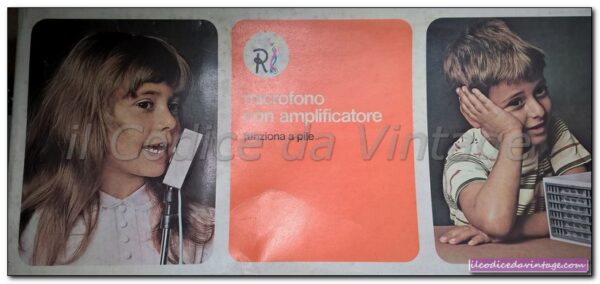 Ri
microfono
con amplificatore
funziona a pile
il Codice da Vintage
ilcodicedavintage.com